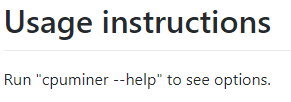 Usage instructions
Run "cpuminer --help" to see options.